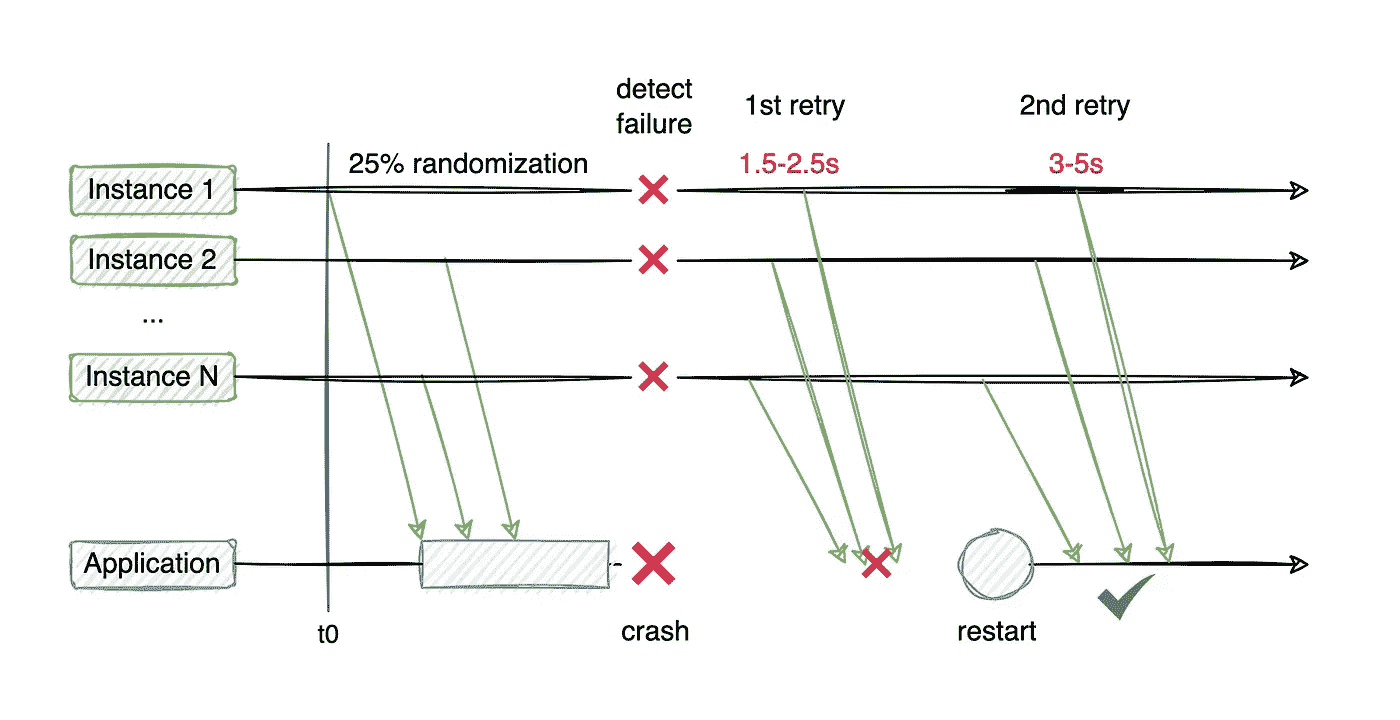 detect
failure
1st retry
2nd retry
25% randomization
1.5-2.5s
3-5s
Instance 1
Instance 2
...
Instance N
Application
t0
crash
restart